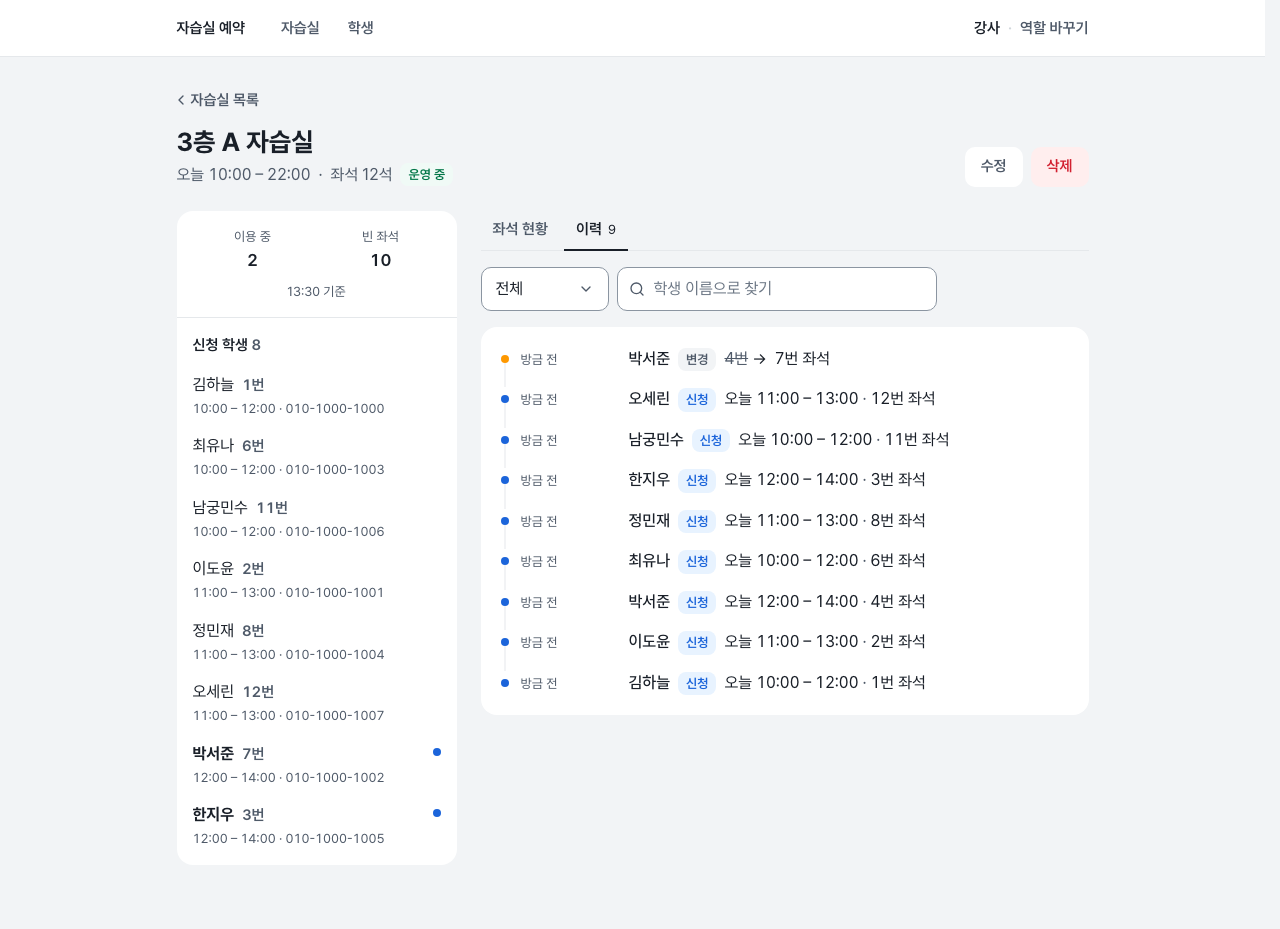 자습실 예약 자습실 학생 강사 · 역할 바꾸기
자습실 목록
3층 A 자습실
오늘 10:00 – 22:00 · 좌석 12석 운영 중
수정 삭제
이용 중 빈 좌석
2 10
13:30 기준
신청 학생 8
김하늘 1번
10:00 – 12:00 · 010-1000-1000
최유나 6번
10:00 – 12:00 · 010-1000-1003
남궁민수 11번
10:00 – 12:00 · 010-1000-1006
이도윤 2번
11:00 – 13:00 · 010-1000-1001
정민재 8번
11:00 – 13:00 · 010-1000-1004
오세린 12번
11:00 – 13:00 · 010-1000-1007
박서준 7번
12:00 – 14:00 · 010-1000-1002
한지우 3번
12:00 – 14:00 · 010-1000-1005
좌석 현황 이력 9
전체 학생 이름으로 찾기
방금 전 박서준 변경 4번 → 7번 좌석
방금 전 오세린 신청 오늘 11:00 – 13:00 · 12번 좌석
방금 전 남궁민수 신청 오늘 10:00 – 12:00 · 11번 좌석
방금 전 한지우 신청 오늘 12:00 – 14:00 · 3번 좌석
방금 전 정민재 신청 오늘 11:00 – 13:00 · 8번 좌석
방금 전 최유나 신청 오늘 10:00 – 12:00 · 6번 좌석
방금 전 박서준 신청 오늘 12:00 – 14:00 · 4번 좌석
방금 전 이도윤 신청 오늘 11:00 – 13:00 · 2번 좌석
방금 전 김하늘 신청 오늘 10:00 – 12:00 · 1번 좌석